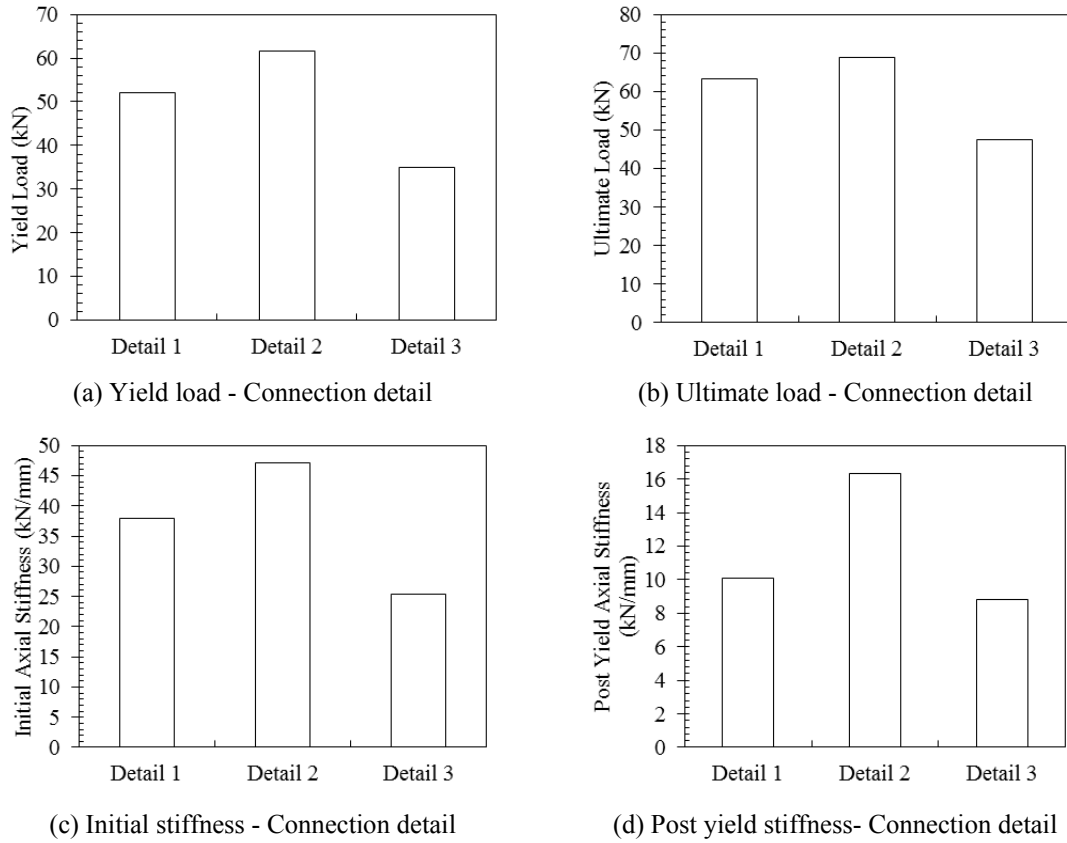 70
60
50
40
30
20
10
0
Yield Load (kN)
Detail 1 Detail 2 Detail 3
(a) Yield load - Connection detail
80
70
60
50
40
30
20
10
0
Ultimate Load (kN)
Detail 1 Detail 2 Detail 3
(b) Ultimate load - Connection detail
50
45
40
35
30
25
20
15
10
5
0
Initial Axial Stiffness (kN/mm)
Detail 1 Detail 2 Detail 3
(c) Initial stiffness - Connection detail
18
16
14
12
10
8
6
4
2
0
Post Yield Axial Stiffness
(kN/mm)
Detail 1 Detail 2 Detail 3
(d) Post yield stiffness- Connection detail